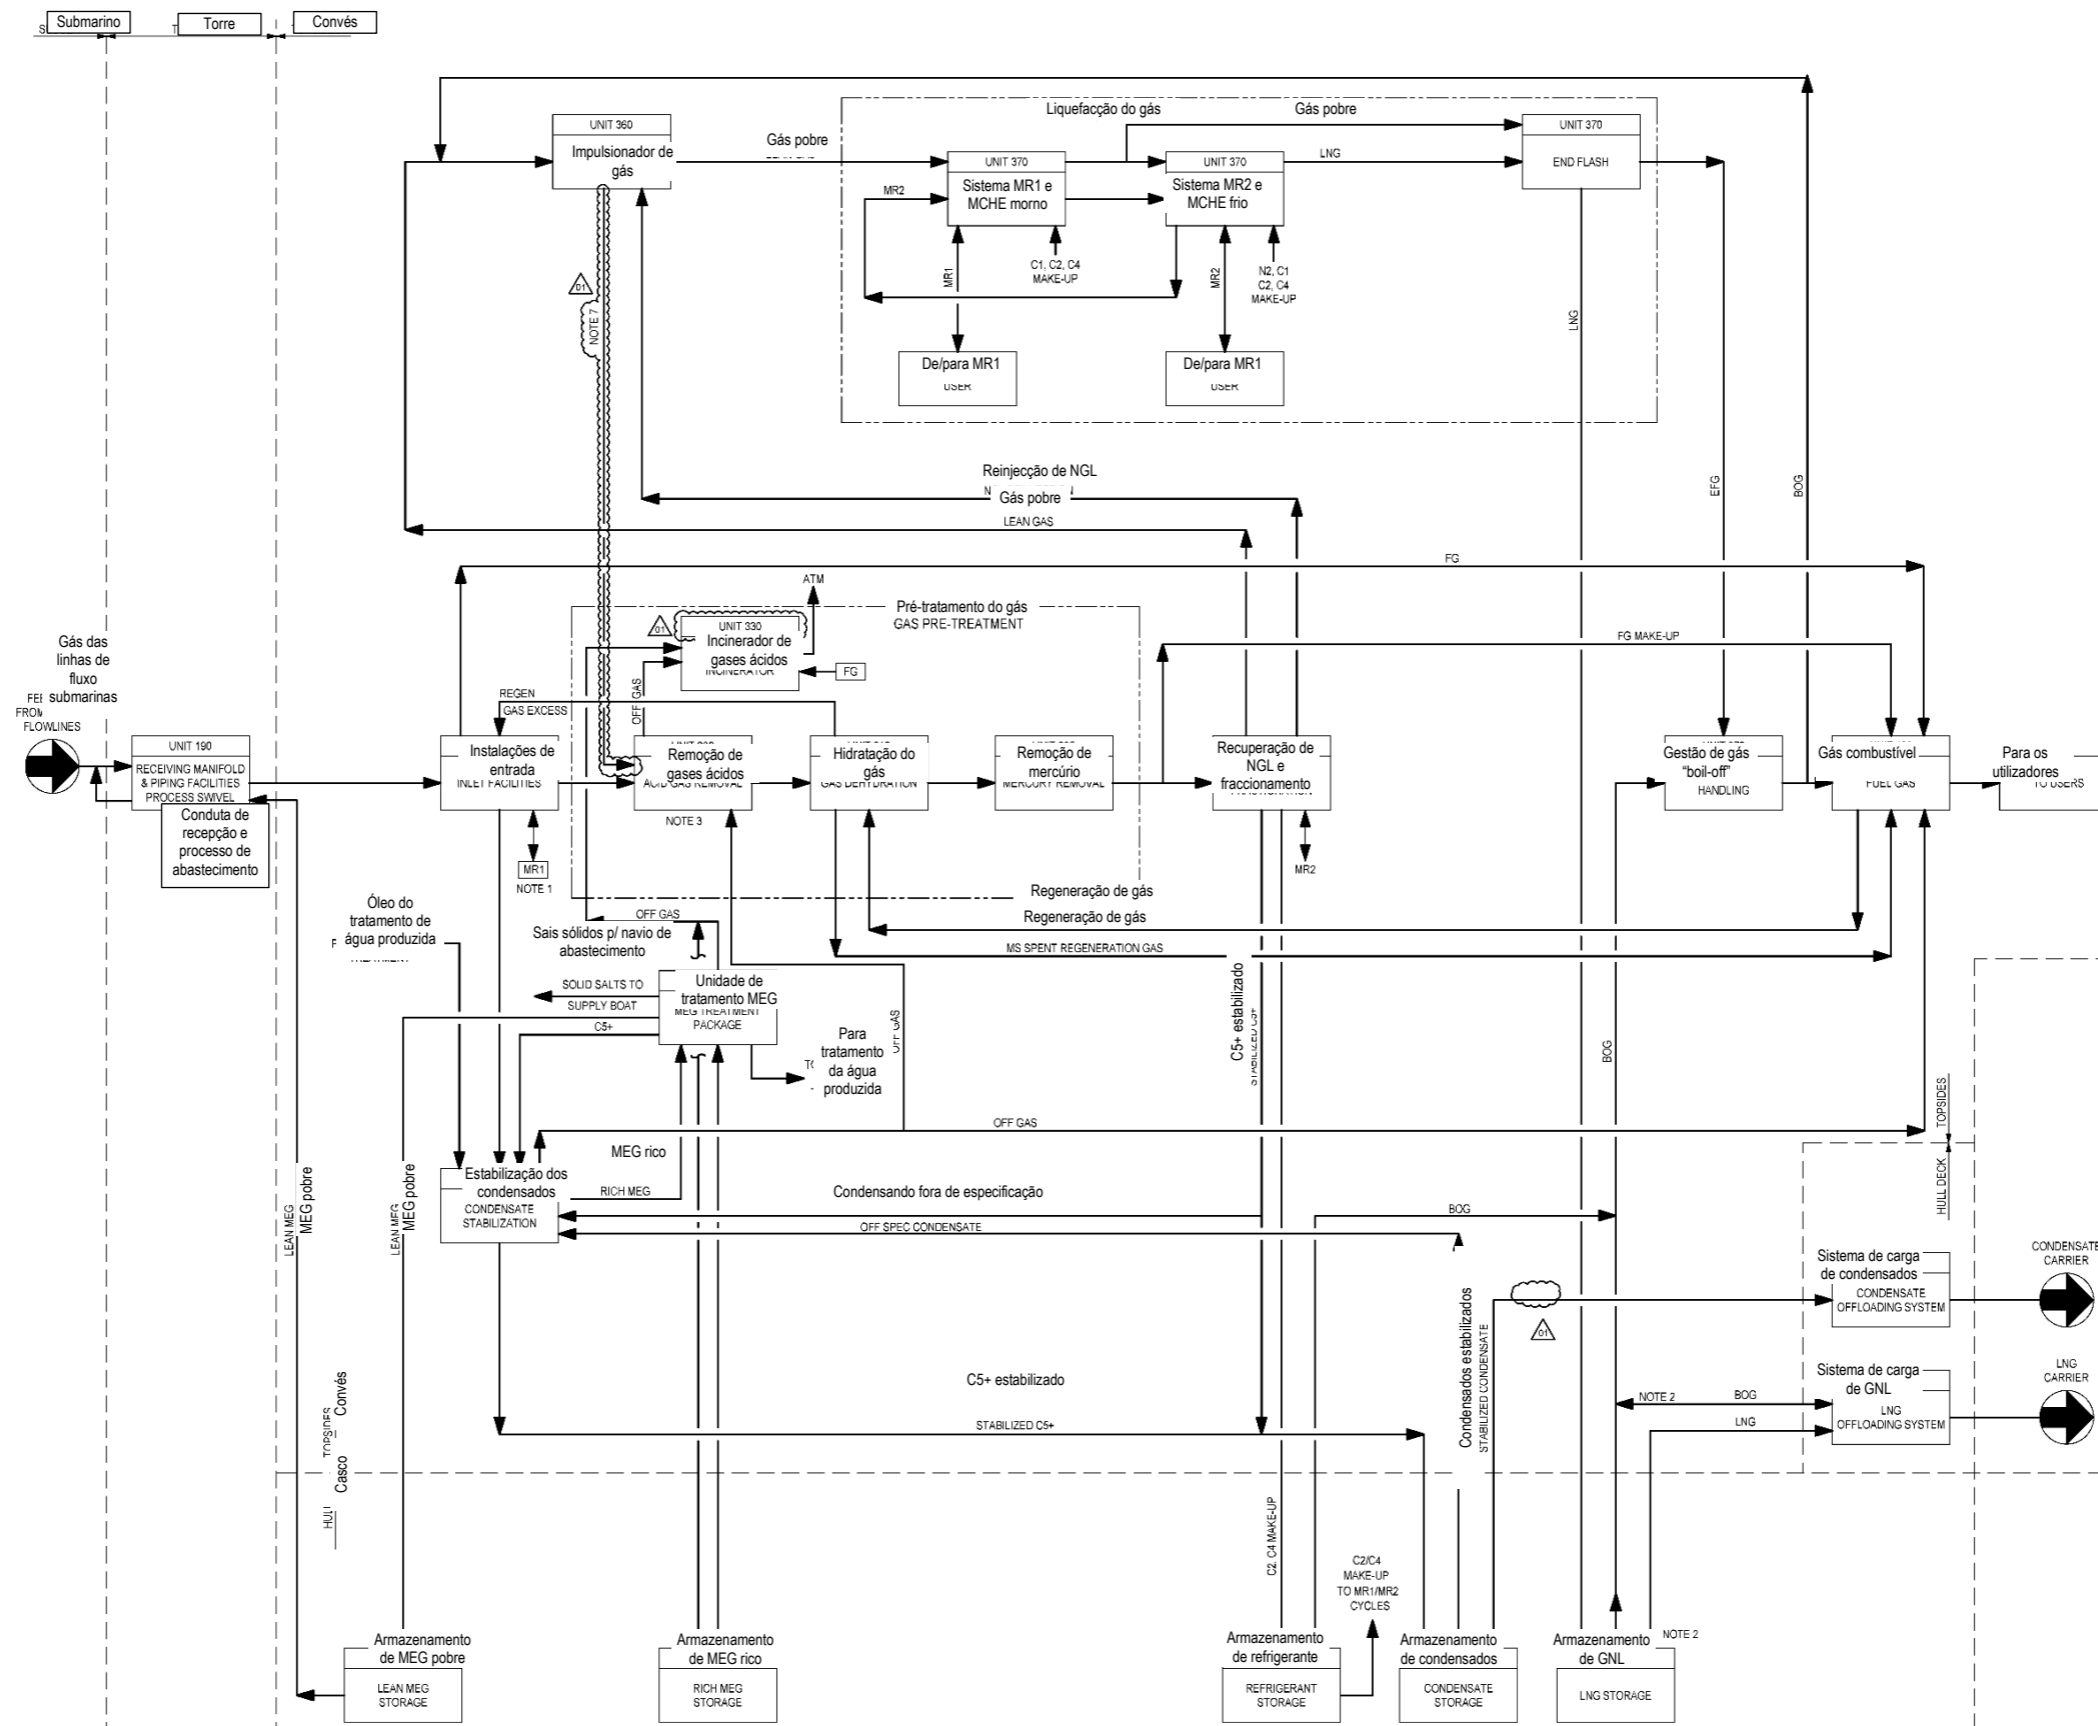 Submarino
Torre
Convés
UNIT 360
Impulsionador de
gás
Gás pobre
Liquefacção do gás
Gás pobre
UNIT 370
Sistema MR1 e
MCHE morno
UNIT 370
Sistema MR2 e
MCHE frio
LNG
UNIT 370
END FLASH
MR2
MR1
C1, C2, C4
MAKE-UP
MR2
N2, C1
C2, C4
MAKE-UP
De/para MR1
USER
De/para MR1
USER
LNG
01
NOTE 7
EFG
BOG
Reinjecção de NGL
Gás pobre
LEAN GAS
FG
ATM
Pré-tratamento do gás
GAS PRE-TREATMENT
01
UNIT 330
Incinerador de
gases ácidos
INCINERATOR
FG
FG MAKE-UP
REGEN
GAS EXCESS
OFF GAS
Gás das
linhas de
fluxo
submarinas
FROM
FLOWLINES
UNIT 190
RECEIVING MANIFOLD
& PIPING FACILITIES
PROCESS SWIVEL
Conduta de
recepção e
processo de
abastecimento
Instalações de
entrada
INLET FACILITIES
Remoção de
gases ácidos
ACID GAS REMOVAL
NOTE 3
Hidratação do
gás
GAS DEHYDRATION
Remoção de
mercúrio
MERCURY REMOVAL
Recuperação de
NGL e
fraccionamento
Gestão de gás
“boil-off”
HANDLING
Gás combustível
FUEL GAS
Para os
utilizadores
TO USERS
MR1
NOTE 1
MR2
Regeneração de gás
Regeneração de gás
MS SPENT REGENERATION GAS
Óleo do
tratamento de
água produzida
OFF GAS
Sais sólidos p/ navio de
abastecimento
SOLID SALTS TO
SUPPLY BOAT
C5+
Unidade de
tratamento MEG
MEG TREATMENT
PACKAGE
Para
tratamento
da água
produzida
OFF GAS
C5+ estabilizado
STABILIZED C5+
BOG
OFF GAS
MEG rico
RICH MEG
Estabilização dos
condensados
CONDENSATE
STABILIZATION
Condensando fora de especificação
OFF SPEC CONDENSATE
BOG
LEAN MEG
MEG pobre
LEAN MEG
MEG pobre
TOPSIDES
HULL DECK
Sistema de carga
de condensados
CONDENSATE
OFFLOADING SYSTEM
CONDENSATE
CARRIER
Condensados estabilizados
STABILIZED CONDENSATE
01
Sistema de carga
de GNL
LNG
OFFLOADING SYSTEM
LNG
CARRIER
NOTE 2
BOG
LNG
C5+ estabilizado
STABILIZED C5+
TOPSIDES
Convés
Casco
C2, C4 MAKE-UP
C2/C4
MAKE-UP
TO MR1/MR2
CYCLES
Armazenamento
de MEG pobre
LEAN MEG
STORAGE
Armazenamento
de MEG rico
RICH MEG
STORAGE
Armazenamento
de refrigerante
REFRIGERANT
STORAGE
Armazenamento
de condensados
CONDENSATE
STORAGE
Armazenamento
de GNL
LNG STORAGE
NOTE 2